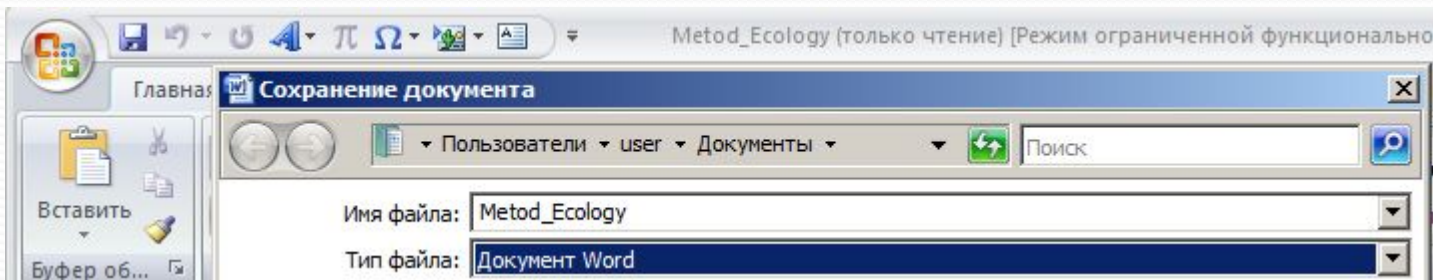 Metod_Ecology (только чтение) [Режим ограниченной функционально
Главная
Сохранение документа
Пользователи user Документы
Поиск
Вставить
Имя файла: Metod_Ecology
Тип файла: Документ Word
Буфер об...